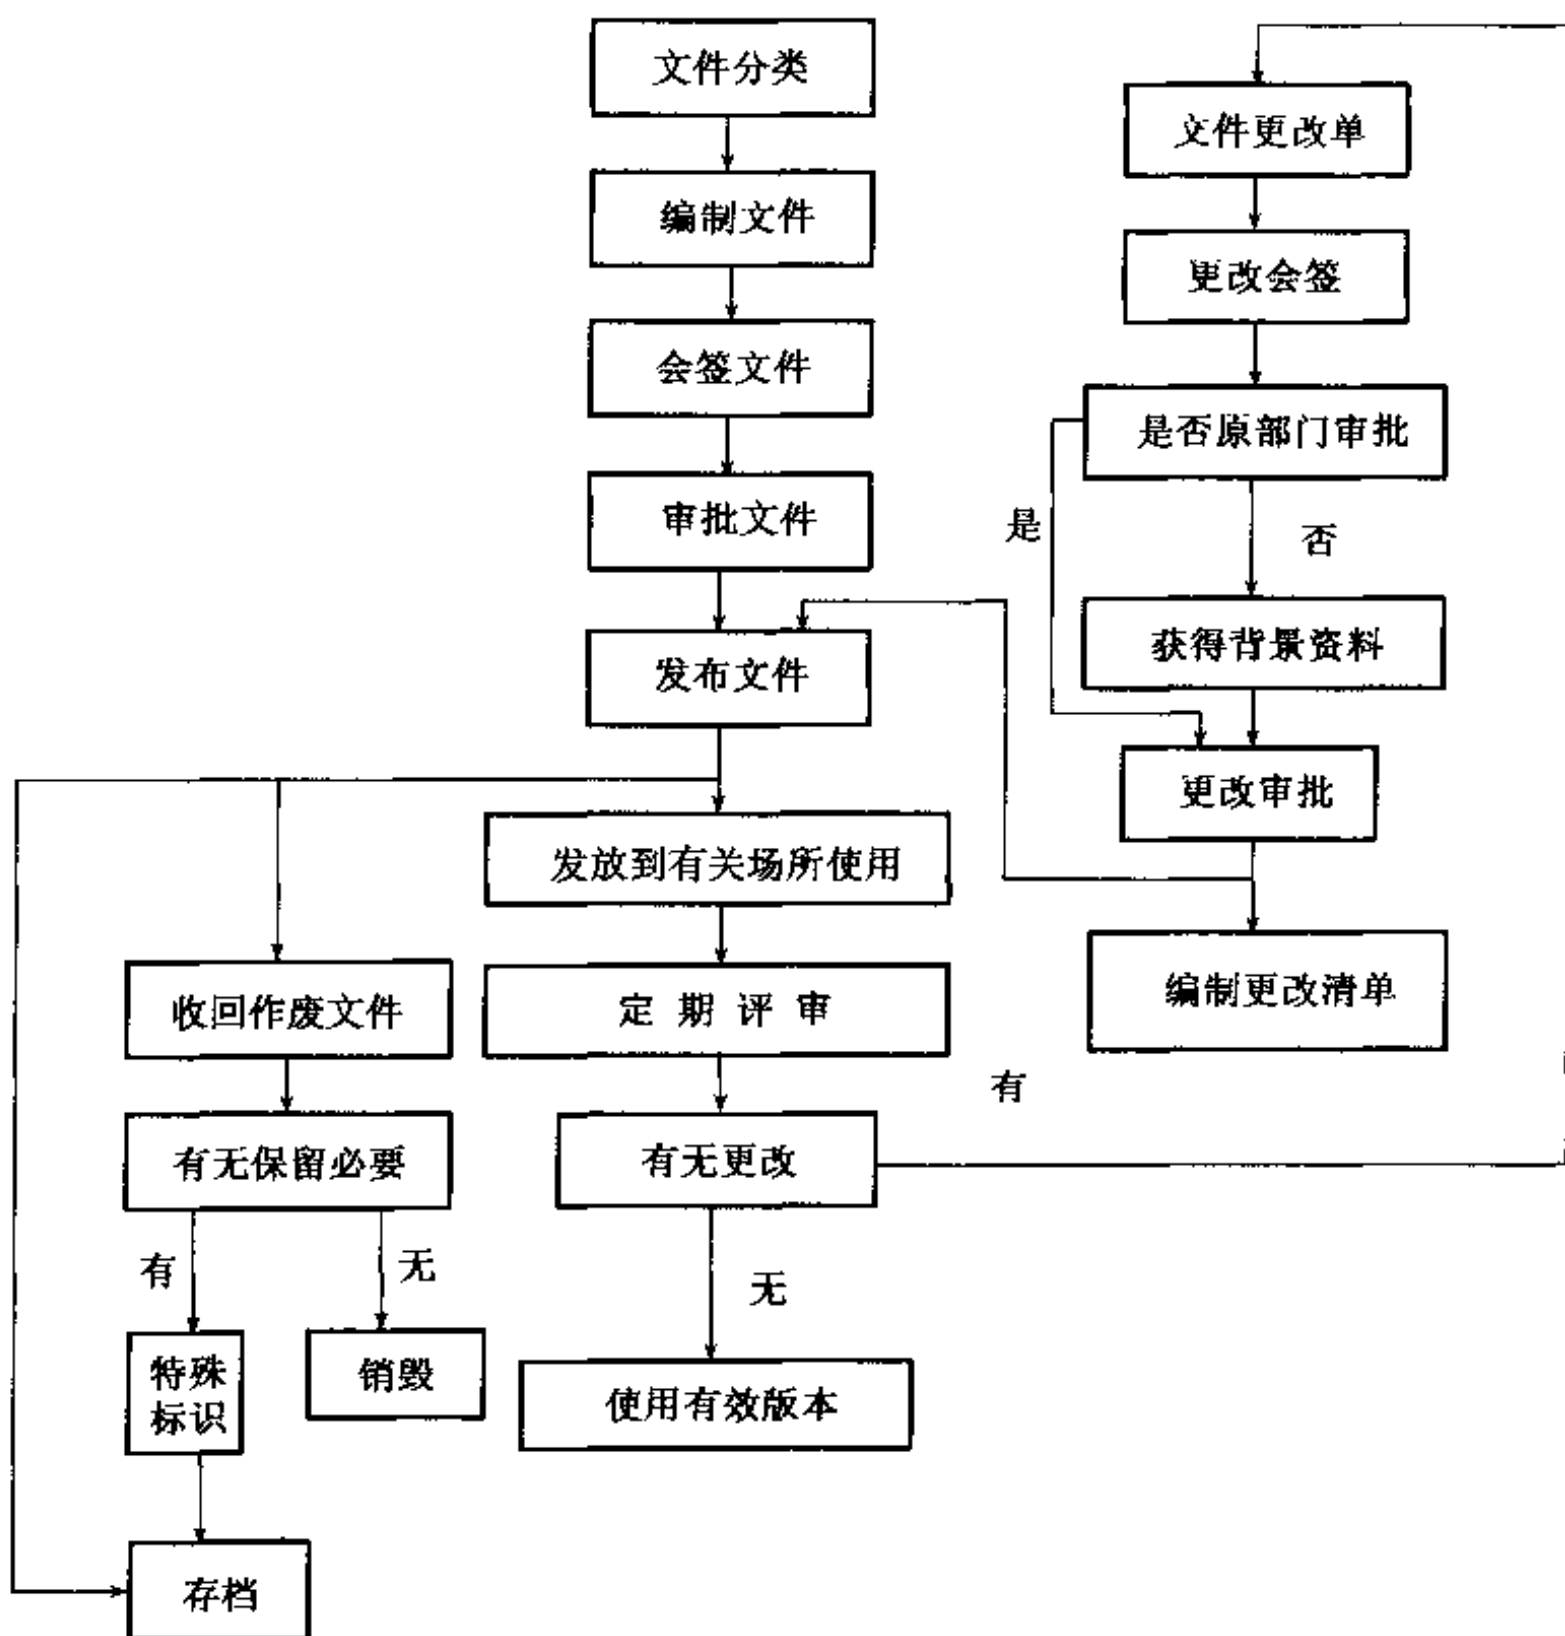 文件分类
编制文件
会签文件
审批文件
发布文件
发放到有关场所使用
定期评审
有无更改
有
无
使用有效版本
收回作废文件
有无保留必要
有
无
特殊
标识
销毁
存档
文件更改单
更改会签
是否原部门审批
是
否
获得背景资料
更改审批
编制更改清单